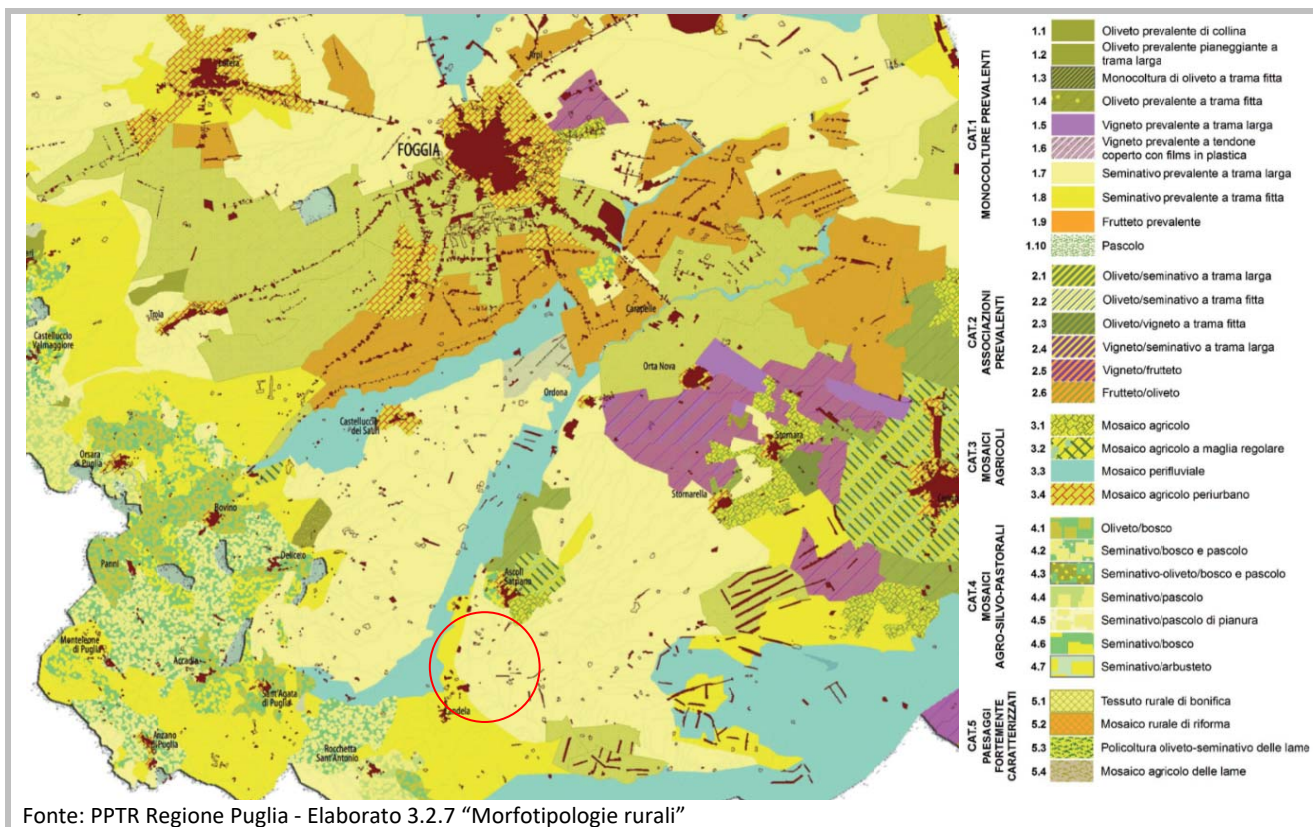 Lucera
Arpi
FOGGIA
Troia
Carapelle
Castelluccio
Valmaggiore
Orta Nova
Ordona
Castelluccio
dei Sauri
Stornara
Orsara
di Puglia
Stornarella
Bovino
Deliceto
Panni
Ascoli
Satriano
Monteleone
di Puglia
Accadia
Sant'Agata
di Puglia
Candela
Anzano
di Puglia
Rocchetta
Sant'Antonio
CAT.1
MONOCOLTURE PREVALENTI
1.1 Oliveto prevalente di collina
1.2 Oliveto prevalente pianeggiante a
trama larga
1.3 Monocoltura di oliveto a trama fitta
1.4 Oliveto prevalente a trama fitta
1.5 Vigneto prevalente a trama larga
1.6 Vigneto prevalente a tendone
coperto con films in plastica
1.7 Seminativo prevalente a trama larga
1.8 Seminativo prevalente a trama fitta
1.9 Frutteto prevalente
1.10 Pascolo
CAT.2
ASSOCIAZIONI
PREVALENTI
2.1 Oliveto/seminativo a trama larga
2.2 Oliveto/seminativo a trama fitta
2.3 Oliveto/vigneto a trama fitta
2.4 Vigneto/seminativo a trama larga
2.5 Vigneto/frutteto
2.6 Frutteto/oliveto
CAT.3
MOSAICI
AGRICOLI
3.1 Mosaico agricolo
3.2 Mosaico agricolo a maglia regolare
3.3 Mosaico perifluviale
3.4 Mosaico agricolo periurbano
CAT.4
MOSAICI
AGRO-SILVO-PASTORALI
4.1 Oliveto/bosco
4.2 Seminativo/bosco e pascolo
4.3 Seminativo-oliveto/bosco e pascolo
4.4 Seminativo/pascolo
4.5 Seminativo/pascolo di pianura
4.6 Seminativo/bosco
4.7 Seminativo/arbusteto
CAT.5
PAESAGGI
FORTEMENTE
CARATTERIZZATI
5.1 Tessuto rurale di bonifica
5.2 Mosaico rurale di riforma
5.3 Policoltura oliveto-seminativo delle lame
5.4 Mosaico agricolo delle lame
Fonte: PPTR Regione Puglia - Elaborato 3.2.7 “Morfotipologie rurali”